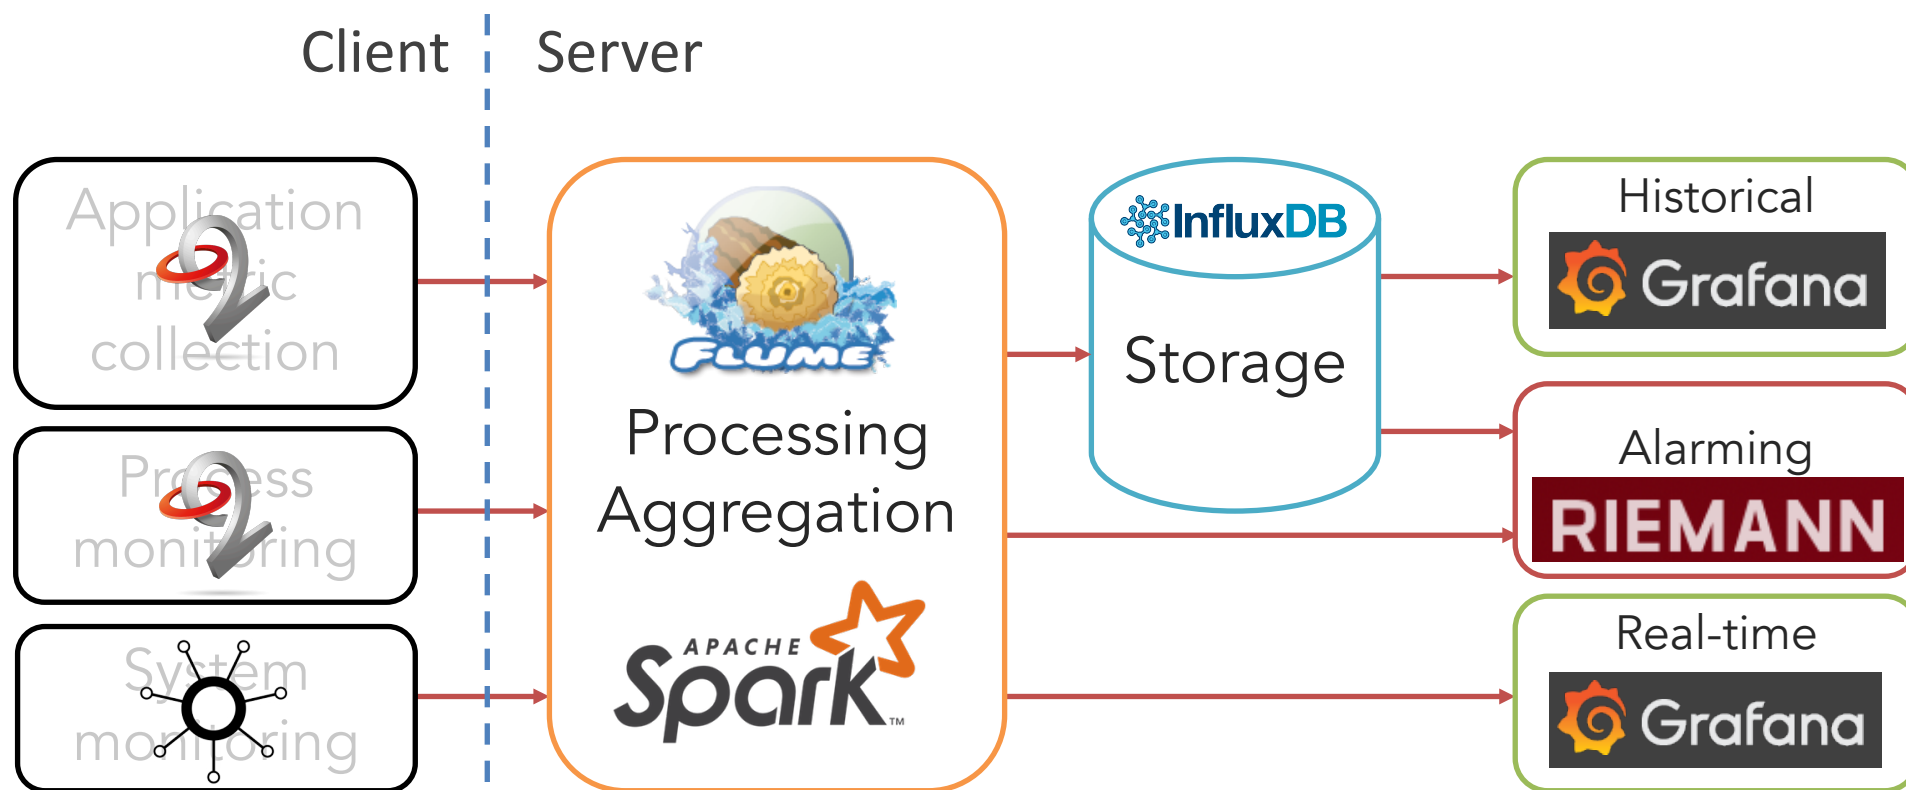 Client
Server
Application
metric
collection
Process
monitoring
System
monitoring
FLUME
Processing
Aggregation
APACHE
Spark™
InfluxDB
Storage
Historical
Grafana
Alarming
RIEMANN
Real-time
Grafana